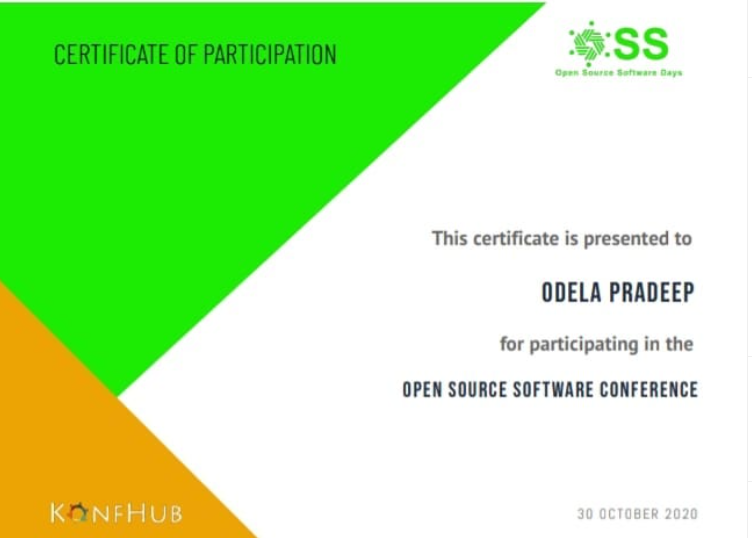 CERTIFICATE OF PARTICIPATION
OSS
Open Source Software Days
This certificate is presented to
ODELA PRADEEP
for participating in the
OPEN SOURCE SOFTWARE CONFERENCE
KONFHUB
30 OCTOBER 2020